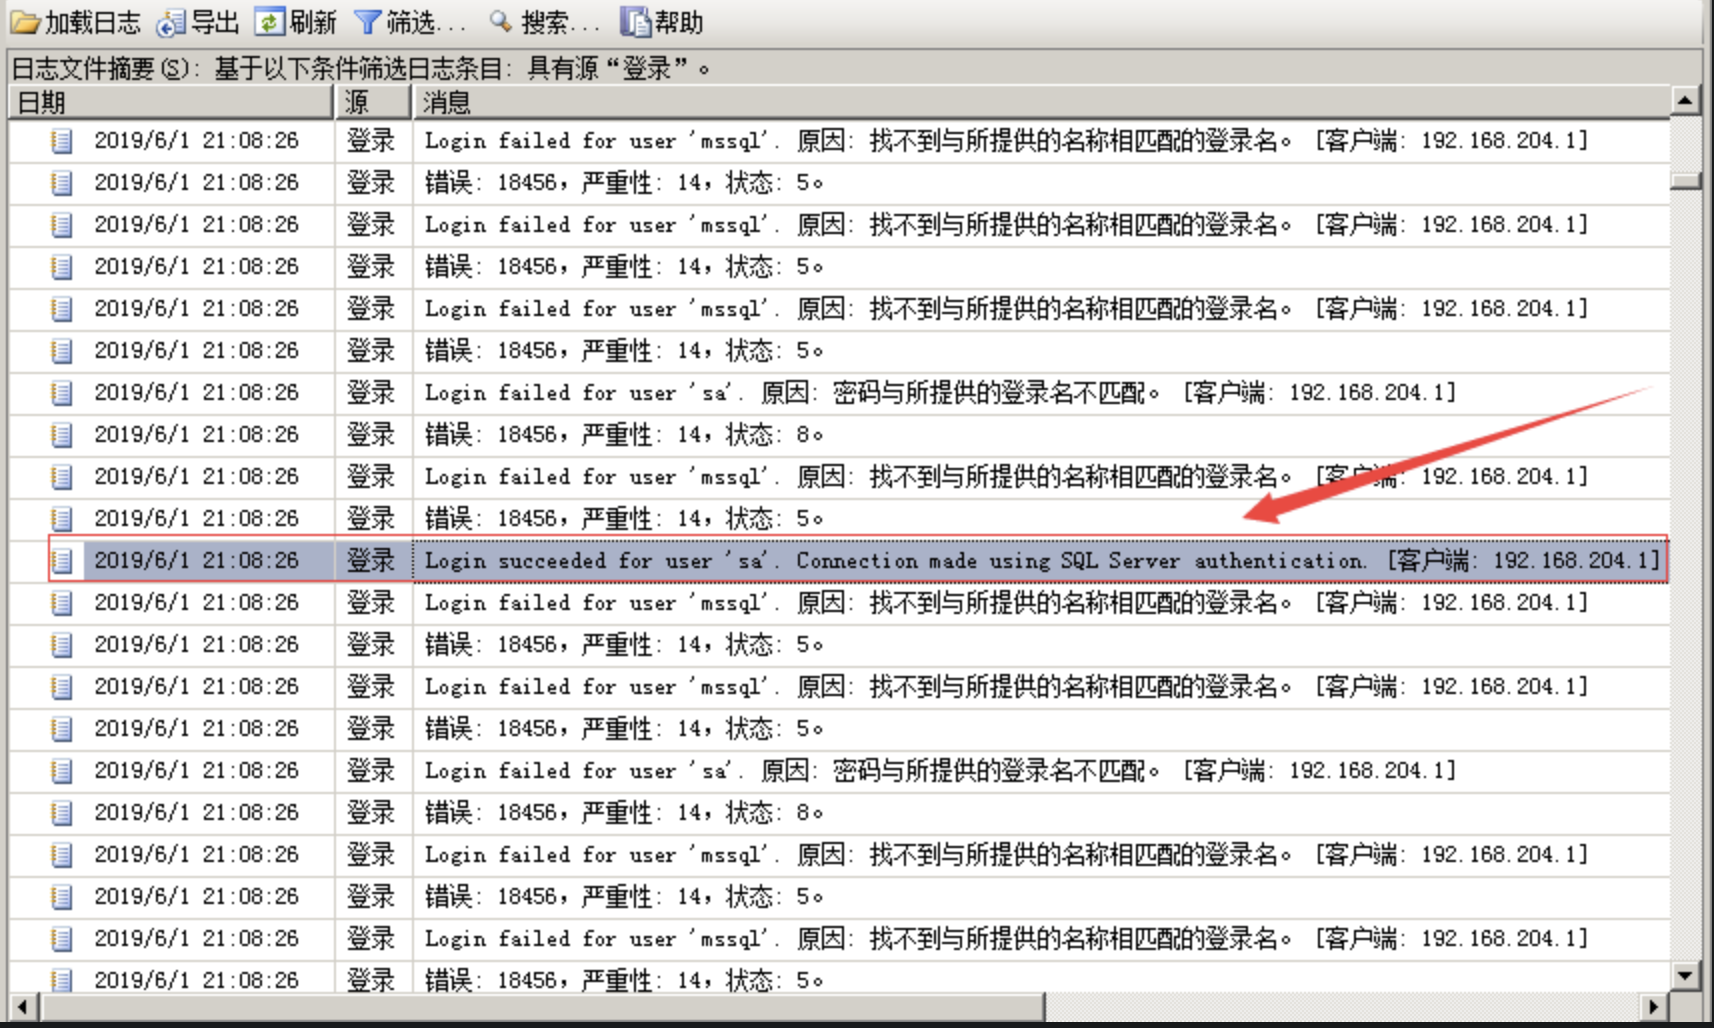 加载日志 导出 刷新 筛选... 搜索... 帮助
日志文件摘要(S): 基于以下条件筛选日志条目: 具有源“登录”。
日期 源 消息
2019/6/1 21:08:26 登录 Login failed for user 'mssql'. 原因: 找不到与所提供的名称相匹配的登录名。 [客户端: 192.168.204.1]
2019/6/1 21:08:26 登录 错误: 18456，严重性: 14，状态: 5。
2019/6/1 21:08:26 登录 Login failed for user 'mssql'. 原因: 找不到与所提供的名称相匹配的登录名。 [客户端: 192.168.204.1]
2019/6/1 21:08:26 登录 错误: 18456，严重性: 14，状态: 5。
2019/6/1 21:08:26 登录 Login failed for user 'mssql'. 原因: 找不到与所提供的名称相匹配的登录名。 [客户端: 192.168.204.1]
2019/6/1 21:08:26 登录 错误: 18456，严重性: 14，状态: 5。
2019/6/1 21:08:26 登录 Login failed for user 'sa'. 原因: 密码与所提供的登录名不匹配。 [客户端: 192.168.204.1]
2019/6/1 21:08:26 登录 错误: 18456，严重性: 14，状态: 8。
2019/6/1 21:08:26 登录 Login failed for user 'mssql'. 原因: 找不到与所提供的名称相匹配的登录名。 [客户端: 192.168.204.1]
2019/6/1 21:08:26 登录 错误: 18456，严重性: 14，状态: 5。
2019/6/1 21:08:26 登录 Login succeeded for user 'sa'. Connection made using SQL Server authentication. [客户端: 192.168.204.1]
2019/6/1 21:08:26 登录 Login failed for user 'mssql'. 原因: 找不到与所提供的名称相匹配的登录名。 [客户端: 192.168.204.1]
2019/6/1 21:08:26 登录 错误: 18456，严重性: 14，状态: 5。
2019/6/1 21:08:26 登录 Login failed for user 'mssql'. 原因: 找不到与所提供的名称相匹配的登录名。 [客户端: 192.168.204.1]
2019/6/1 21:08:26 登录 错误: 18456，严重性: 14，状态: 5。
2019/6/1 21:08:26 登录 Login failed for user 'sa'. 原因: 密码与所提供的登录名不匹配。 [客户端: 192.168.204.1]
2019/6/1 21:08:26 登录 错误: 18456，严重性: 14，状态: 8。
2019/6/1 21:08:26 登录 Login failed for user 'mssql'. 原因: 找不到与所提供的名称相匹配的登录名。 [客户端: 192.168.204.1]
2019/6/1 21:08:26 登录 错误: 18456，严重性: 14，状态: 5。
2019/6/1 21:08:26 登录 Login failed for user 'mssql'. 原因: 找不到与所提供的名称相匹配的登录名。 [客户端: 192.168.204.1]
2019/6/1 21:08:26 登录 错误: 18456，严重性: 14，状态: 5。